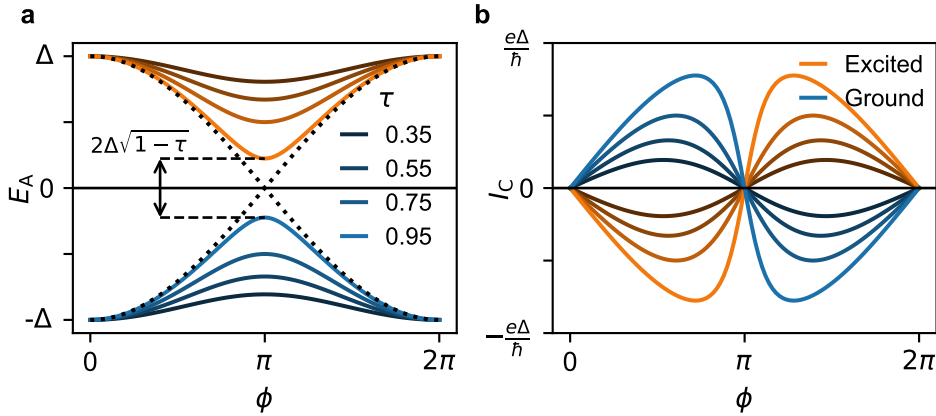 a
Δ
0
-Δ
E_A
2Δ√1 − τ
τ
0.35
0.55
0.75
0.95
0
π
2π
ϕ
b
eΔ/ħ
0
−eΔ/ħ
I_C
Excited
Ground
0
π
2π
ϕ